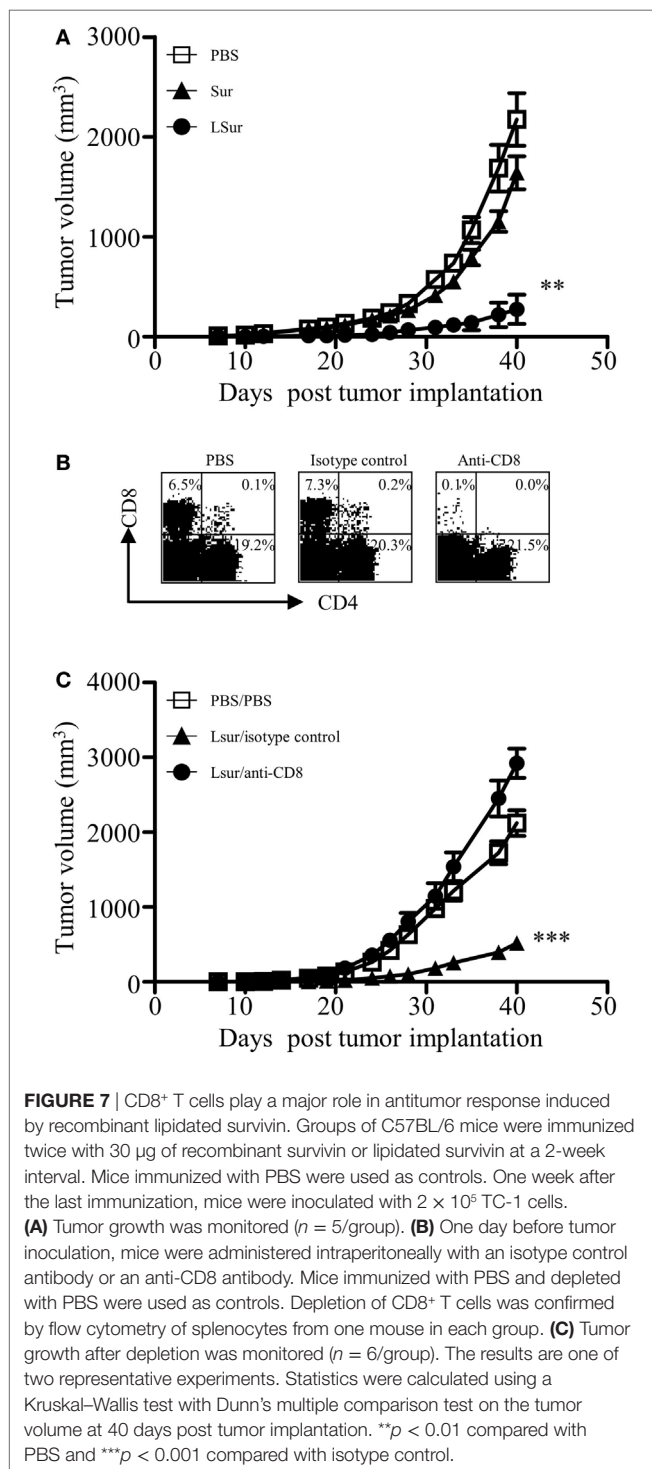 A
Tumor volume (mm³)
3000
2000
1000
0
PBS
Sur
LSur
**
0 10 20 30 40 50
Days post tumor implantation
B
PBS Isotype control Anti-CD8
6.5% 0.1% 7.3% 0.2% 0.1% 0.0%
19.2% 20.3% 21.5%
CD8
CD4
C
Tumor volume (mm³)
4000
3000
2000
1000
0
PBS/PBS
Lsur/isotype control
Lsur/anti-CD8
***
0 10 20 30 40 50
Days post tumor implantation
FIGURE 7 | CD8⁺ T cells play a major role in antitumor response induced
by recombinant lipidated survivin. Groups of C57BL/6 mice were immunized
twice with 30 µg of recombinant survivin or lipidated survivin at a 2-week
interval. Mice immunized with PBS were used as controls. One week after
the last immunization, mice were inoculated with 2 × 10⁵ TC-1 cells.
(A) Tumor growth was monitored (n = 5/group). (B) One day before tumor
inoculation, mice were administered intraperitoneally with an isotype control
antibody or an anti-CD8 antibody. Mice immunized with PBS and depleted
with PBS were used as controls. Depletion of CD8⁺ T cells was confirmed
by flow cytometry of splenocytes from one mouse in each group. (C) Tumor
growth after depletion was monitored (n = 6/group). The results are one of
two representative experiments. Statistics were calculated using a
Kruskal–Wallis test with Dunn's multiple comparison test on the tumor
volume at 40 days post tumor implantation. **p < 0.01 compared with
PBS and ***p < 0.001 compared with isotype control.